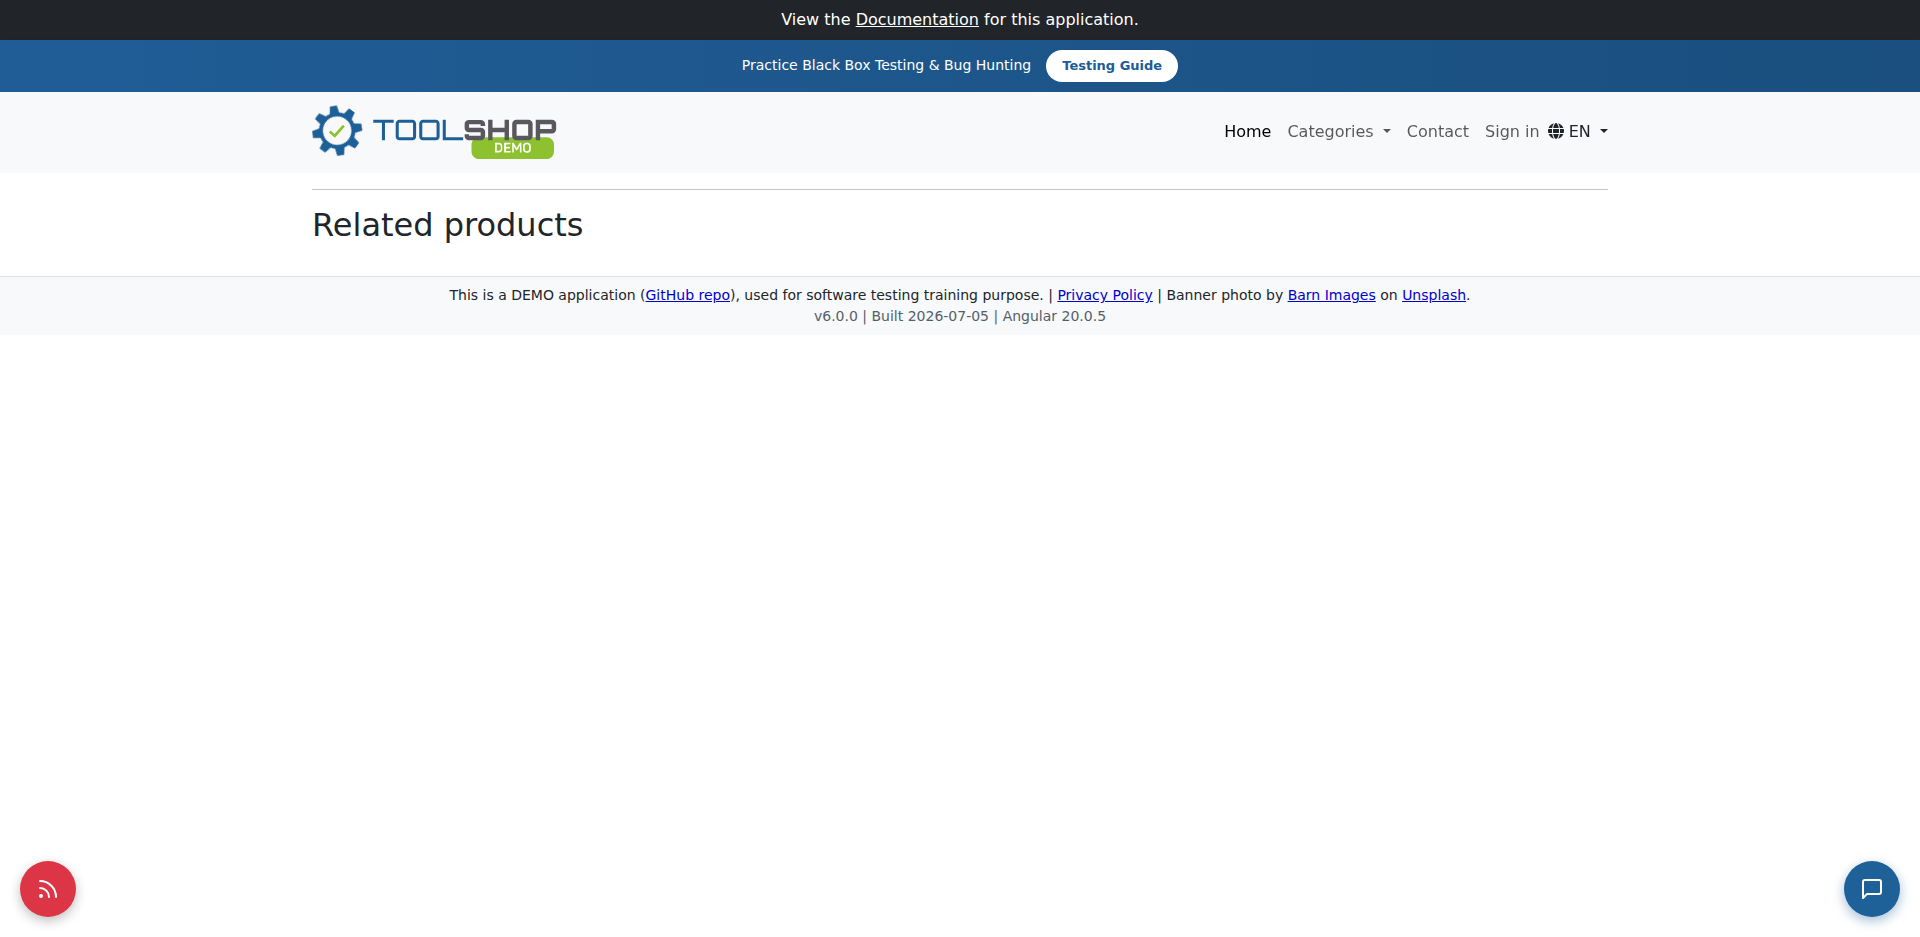 View the Documentation for this application.
Practice Black Box Testing & Bug Hunting Testing Guide
TOOLSHOP
DEMO
Home Categories Contact Sign in EN
Related products
This is a DEMO application (GitHub repo), used for software testing training purpose. | Privacy Policy | Banner photo by Barn Images on Unsplash.
v6.0.0 | Built 2026-07-05 | Angular 20.0.5